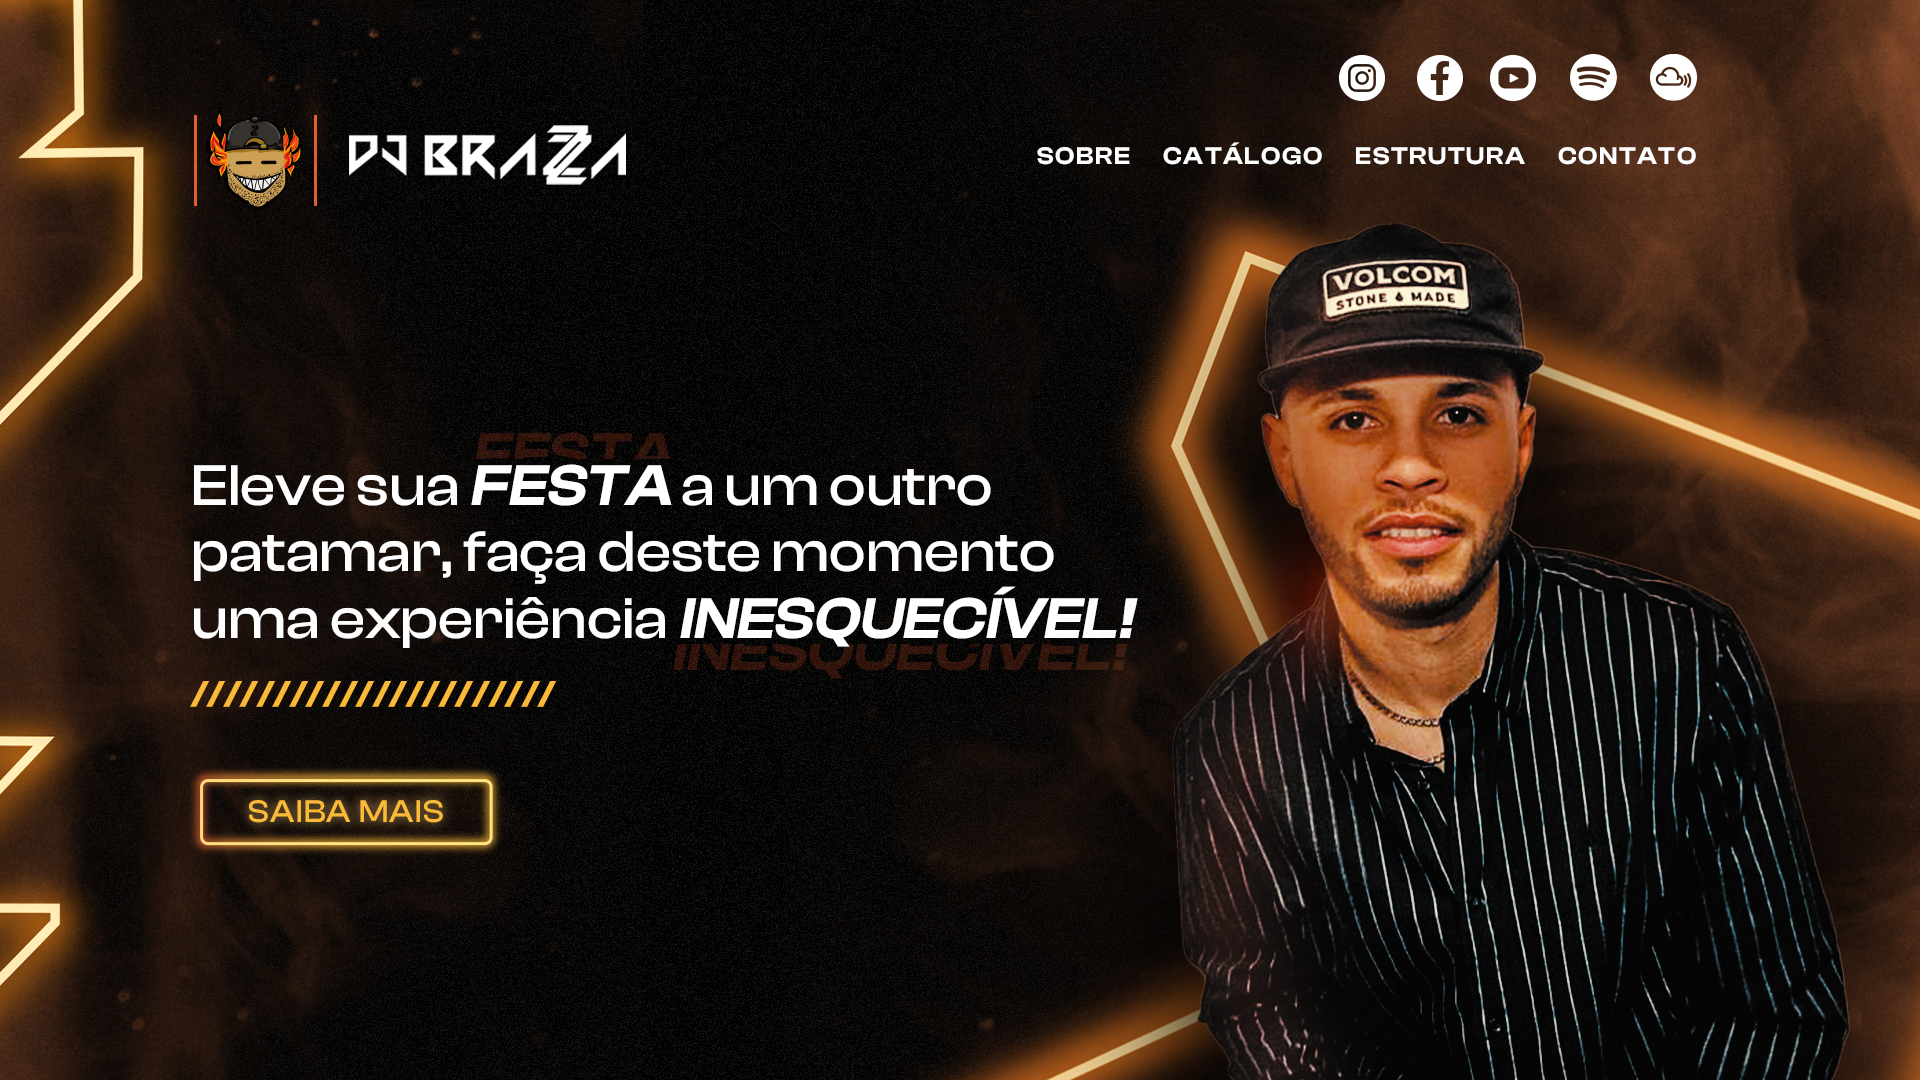 DJ BRAZZA
SOBRE CATÁLOGO ESTRUTURA CONTATO
VOLCOM
STONE MADE
FESTA
Eleve sua FESTA a um outro
patamar, faça deste momento
uma experiência INESQUECÍVEL!
INESQUECÍVEL!
SAIBA MAIS